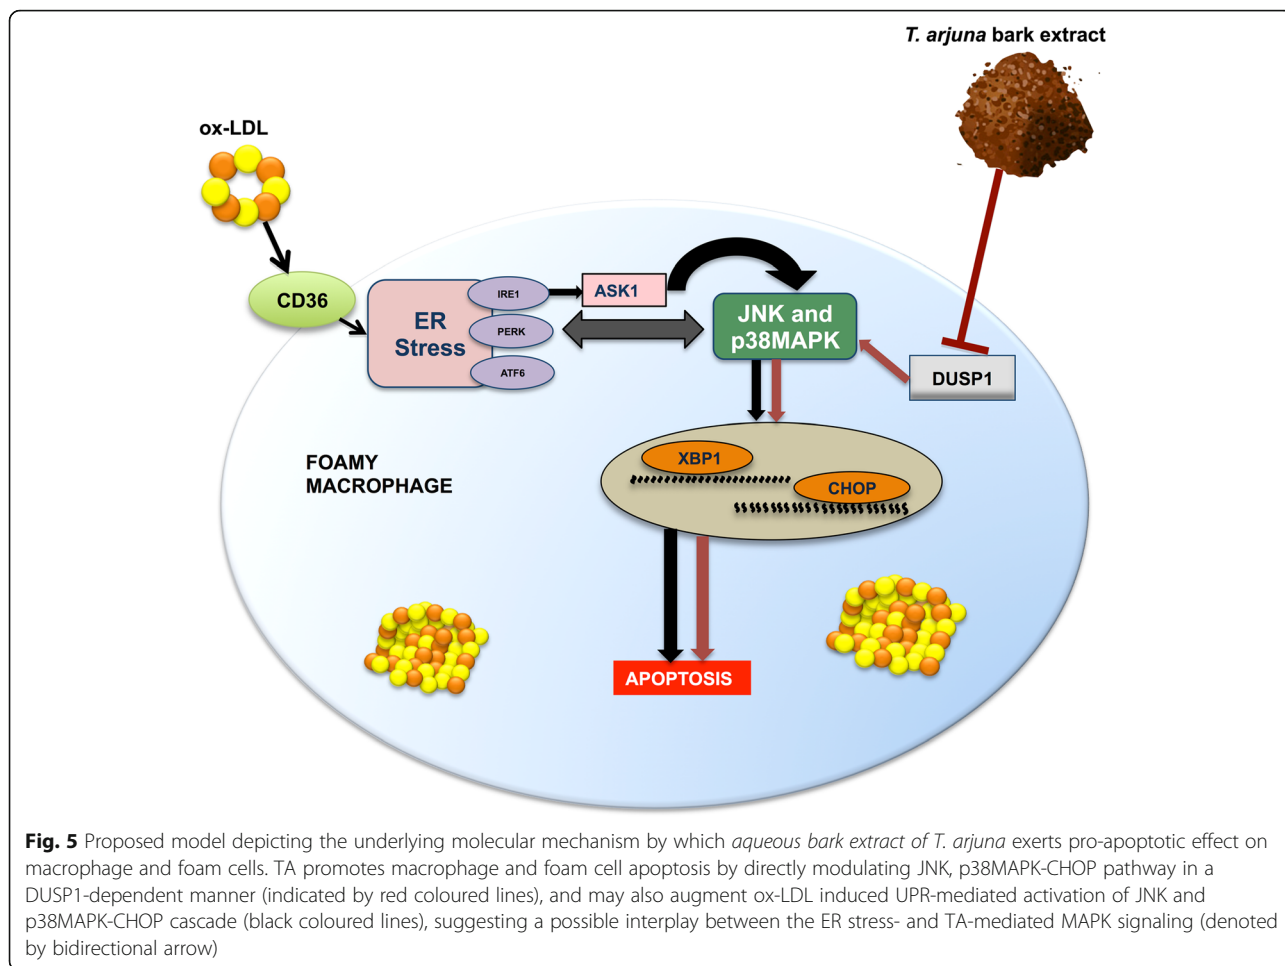 T. arjuna bark extract
ox-LDL
CD36
ER
Stress
IRE1
PERK
ATF6
ASK1
JNK and
p38MAPK
DUSP1
FOAMY
MACROPHAGE
XBP1
CHOP
APOPTOSIS
Fig. 5 Proposed model depicting the underlying molecular mechanism by which aqueous bark extract of T. arjuna exerts pro-apoptotic effect on
macrophage and foam cells. TA promotes macrophage and foam cell apoptosis by directly modulating JNK, p38MAPK-CHOP pathway in a
DUSP1-dependent manner (indicated by red coloured lines), and may also augment ox-LDL induced UPR-mediated activation of JNK and
p38MAPK-CHOP cascade (black coloured lines), suggesting a possible interplay between the ER stress- and TA-mediated MAPK signaling (denoted
by bidirectional arrow)